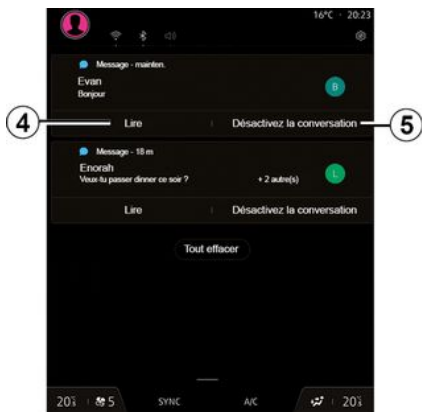 16°C · 20:23
Message - mainten.
Evan
Bonjour
B
4
Lire
Désactivez la conversation
5
Message - 18 m
Enorah
Veux-tu passer dinner ce soir ?
+ 2 autre(s)
L
Lire
Désactivez la conversation
Tout effacer
20
5
SYNC
A/C
20